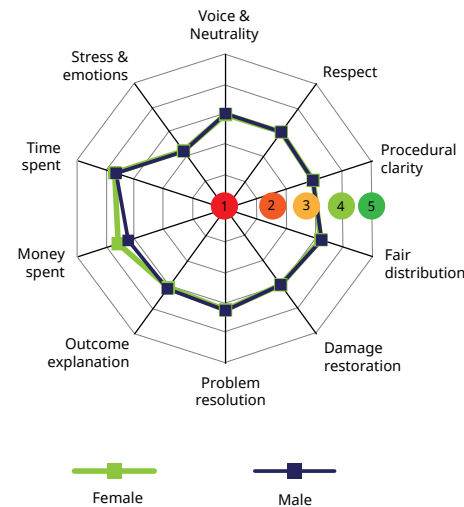 Voice &
Neutrality
Stress &
emotions
Respect
Time
spent
Procedural
clarity
1
2
3
4
5
Money
spent
Fair
distribution
Outcome
explanation
Damage
restoration
Problem
resolution
Female
Male